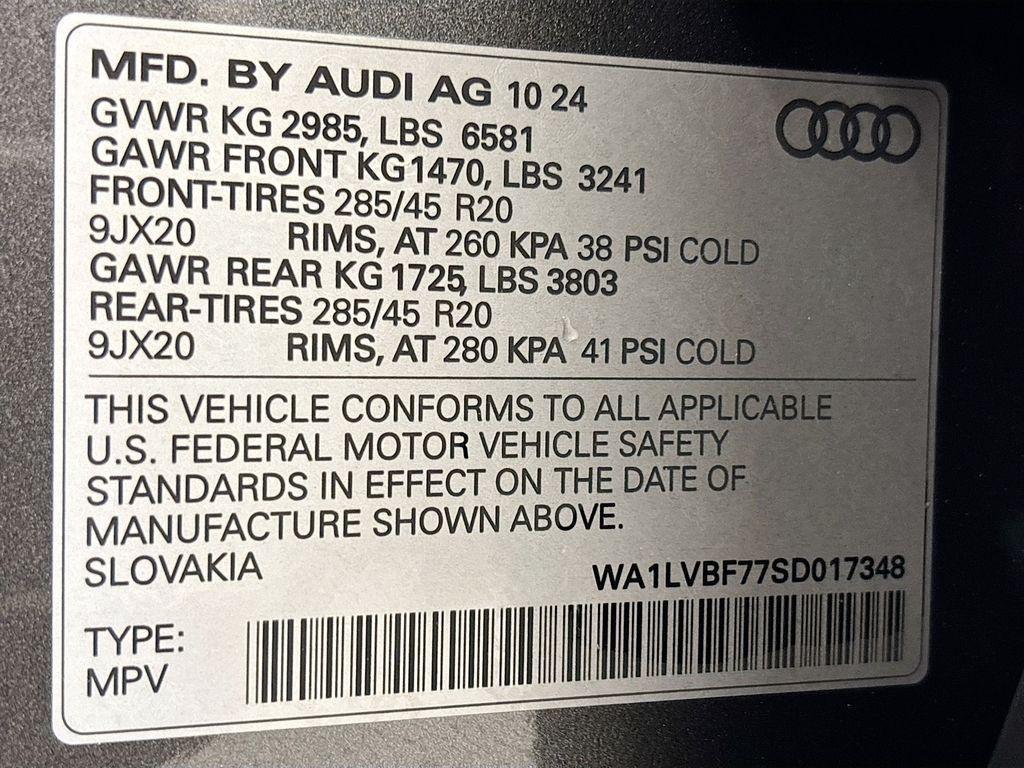 MFD. BY AUDI AG 10 24
GVWR KG 2985, LBS 6581
GAWR FRONT KG1470, LBS 3241
FRONT-TIRES 285/45 R20
9JX20 RIMS, AT 260 KPA 38 PSI COLD
GAWR REAR KG1725, LBS 3803
REAR-TIRES 285/45 R20
9JX20 RIMS, AT 280 KPA 41 PSI COLD
THIS VEHICLE CONFORMS TO ALL APPLICABLE
U.S. FEDERAL MOTOR VEHICLE SAFETY
STANDARDS IN EFFECT ON THE DATE OF
MANUFACTURE SHOWN ABOVE.
SLOVAKIA WA1LVBF77SD017348
TYPE:
MPV